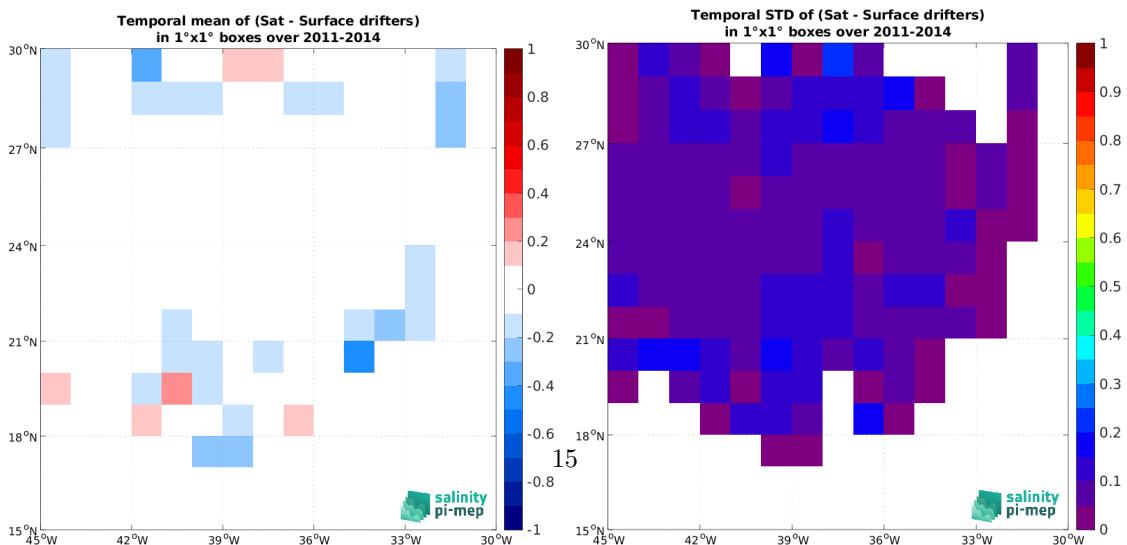 Temporal mean of (Sat - Surface drifters)
in 1°x1° boxes over 2011-2014
30°N
27°N
24°N
21°N
18°N
15°N
45°W
42°W
39°W
36°W
33°W
30°W
1
0.8
0.6
0.4
0.2
0
-0.2
-0.4
-0.6
-0.8
-1
salinity
pi-mep
15
Temporal STD of (Sat - Surface drifters)
in 1°x1° boxes over 2011-2014
30°N
27°N
24°N
21°N
18°N
15°N
45°W
42°W
39°W
36°W
33°W
30°W
1
0.9
0.8
0.7
0.6
0.5
0.4
0.3
0.2
0.1
0
salinity
pi-mep